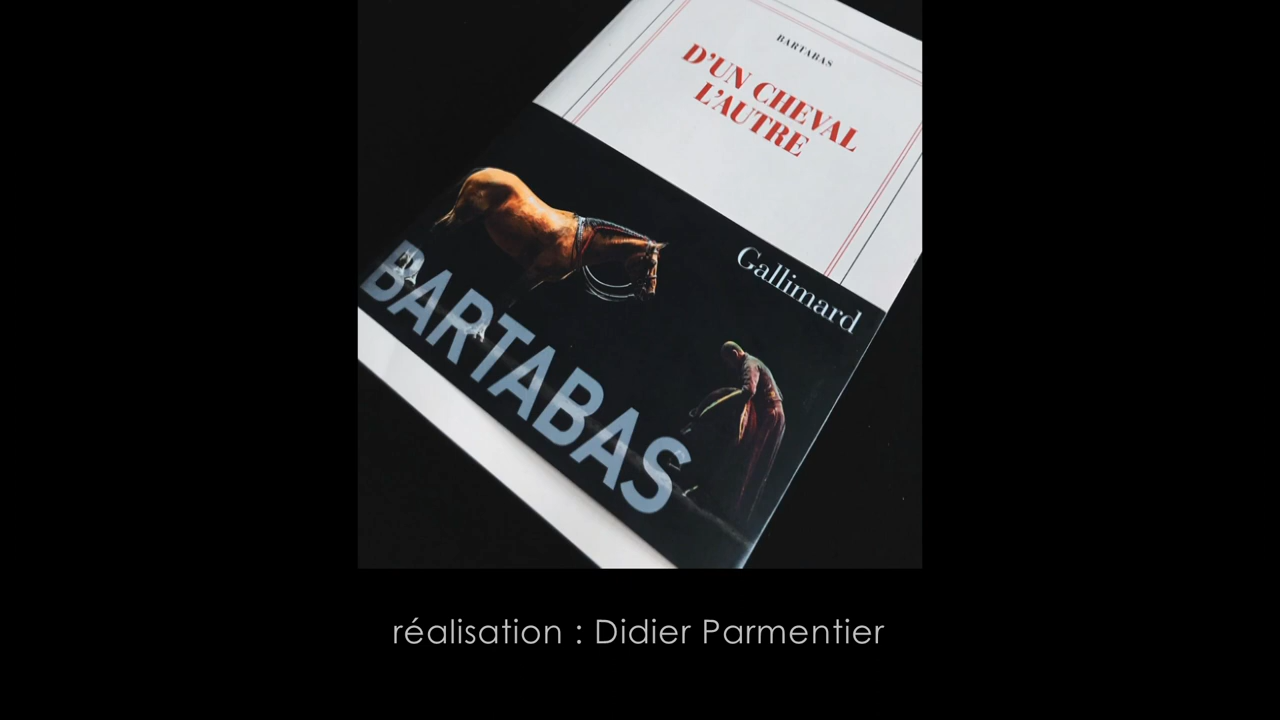 BARTABAS
D'UN CHEVAL
L'AUTRE
Gallimard
BARTABAS
réalisation : Didier Parmentier